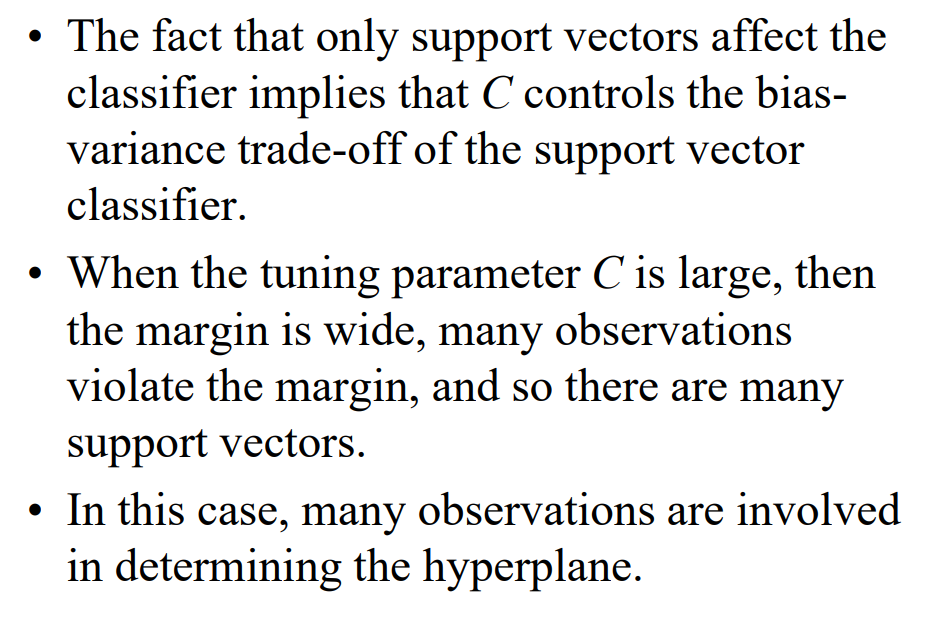 • The fact that only support vectors affect the
classifier implies that C controls the bias-
variance trade-off of the support vector
classifier.
• When the tuning parameter C is large, then
the margin is wide, many observations
violate the margin, and so there are many
support vectors.
• In this case, many observations are involved
in determining the hyperplane.